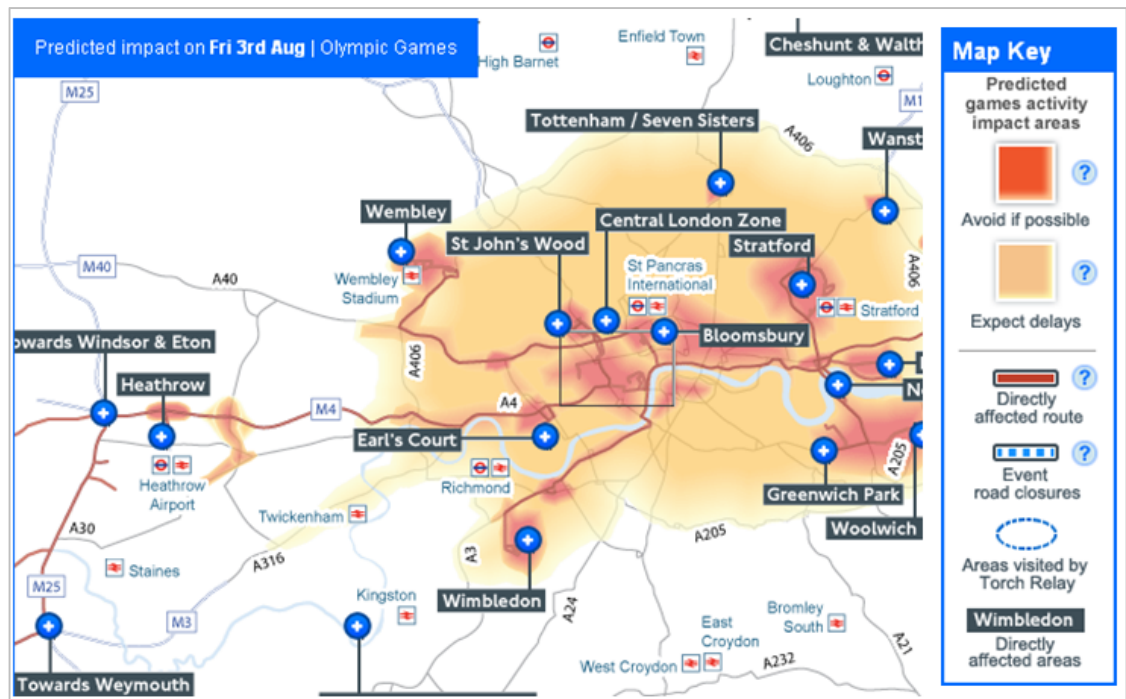 Predicted impact on Fri 3rd Aug | Olympic Games
M25
High Barnet
Enfield Town
Cheshunt & Walth
Loughton
M1
Tottenham / Seven Sisters
A406
Wanst
Wembley
Central London Zone
St John's Wood
Stratford
M40
A40
Wembley
Stadium
St Pancras
International
A406
Stratford
owards Windsor & Eton
Bloomsbury
A406
Heathrow
M4
A4
No
Earl's Court
Heathrow
Airport
Richmond
A205
Greenwich Park
Twickenham
Woolwich
A30
A316
A3
A205
Staines
M25
Kingston
Wimbledon
A24
M3
Bromley
South
East
Croydon
A21
West Croydon
A232
Towards Weymouth
Map Key
Predicted
games activity
impact areas
?
Avoid if possible
?
Expect delays
?
Directly
affected route
?
Event
road closures
Areas visited by
Torch Relay
Wimbledon
Directly
affected areas